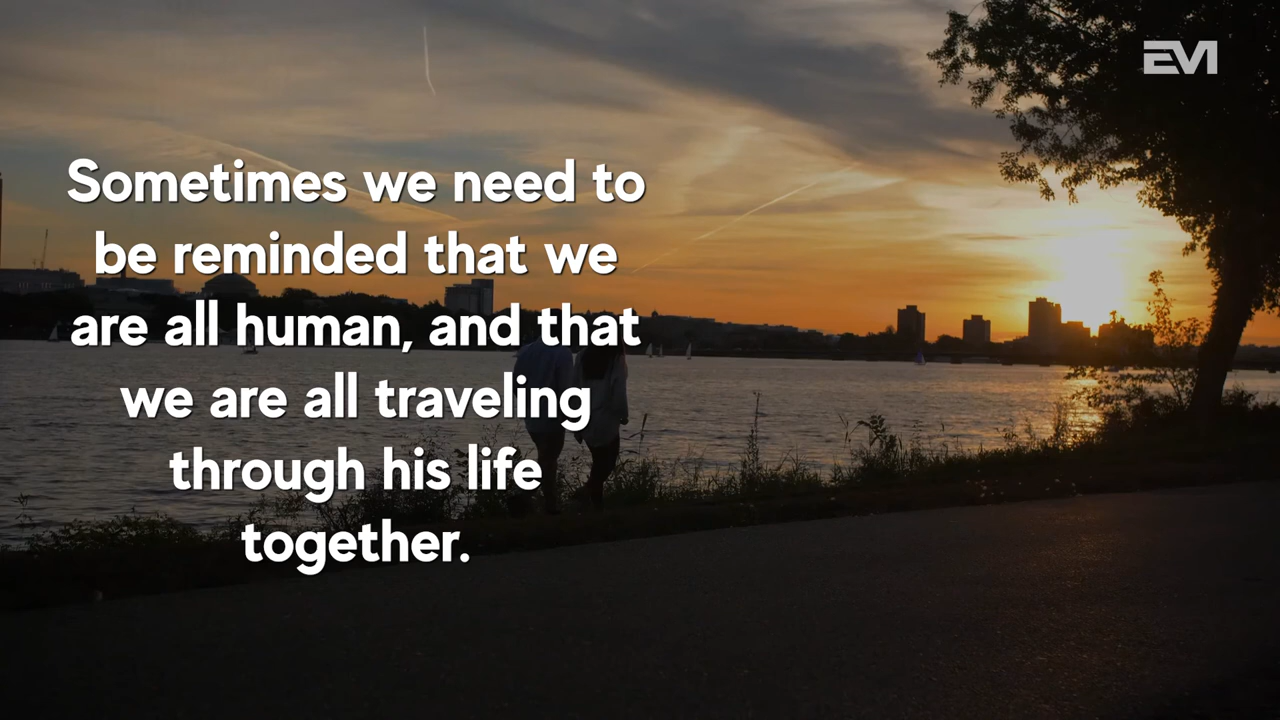 EVI
Sometimes we need to
be reminded that we
are all human, and that
we are all traveling
through his life
together.